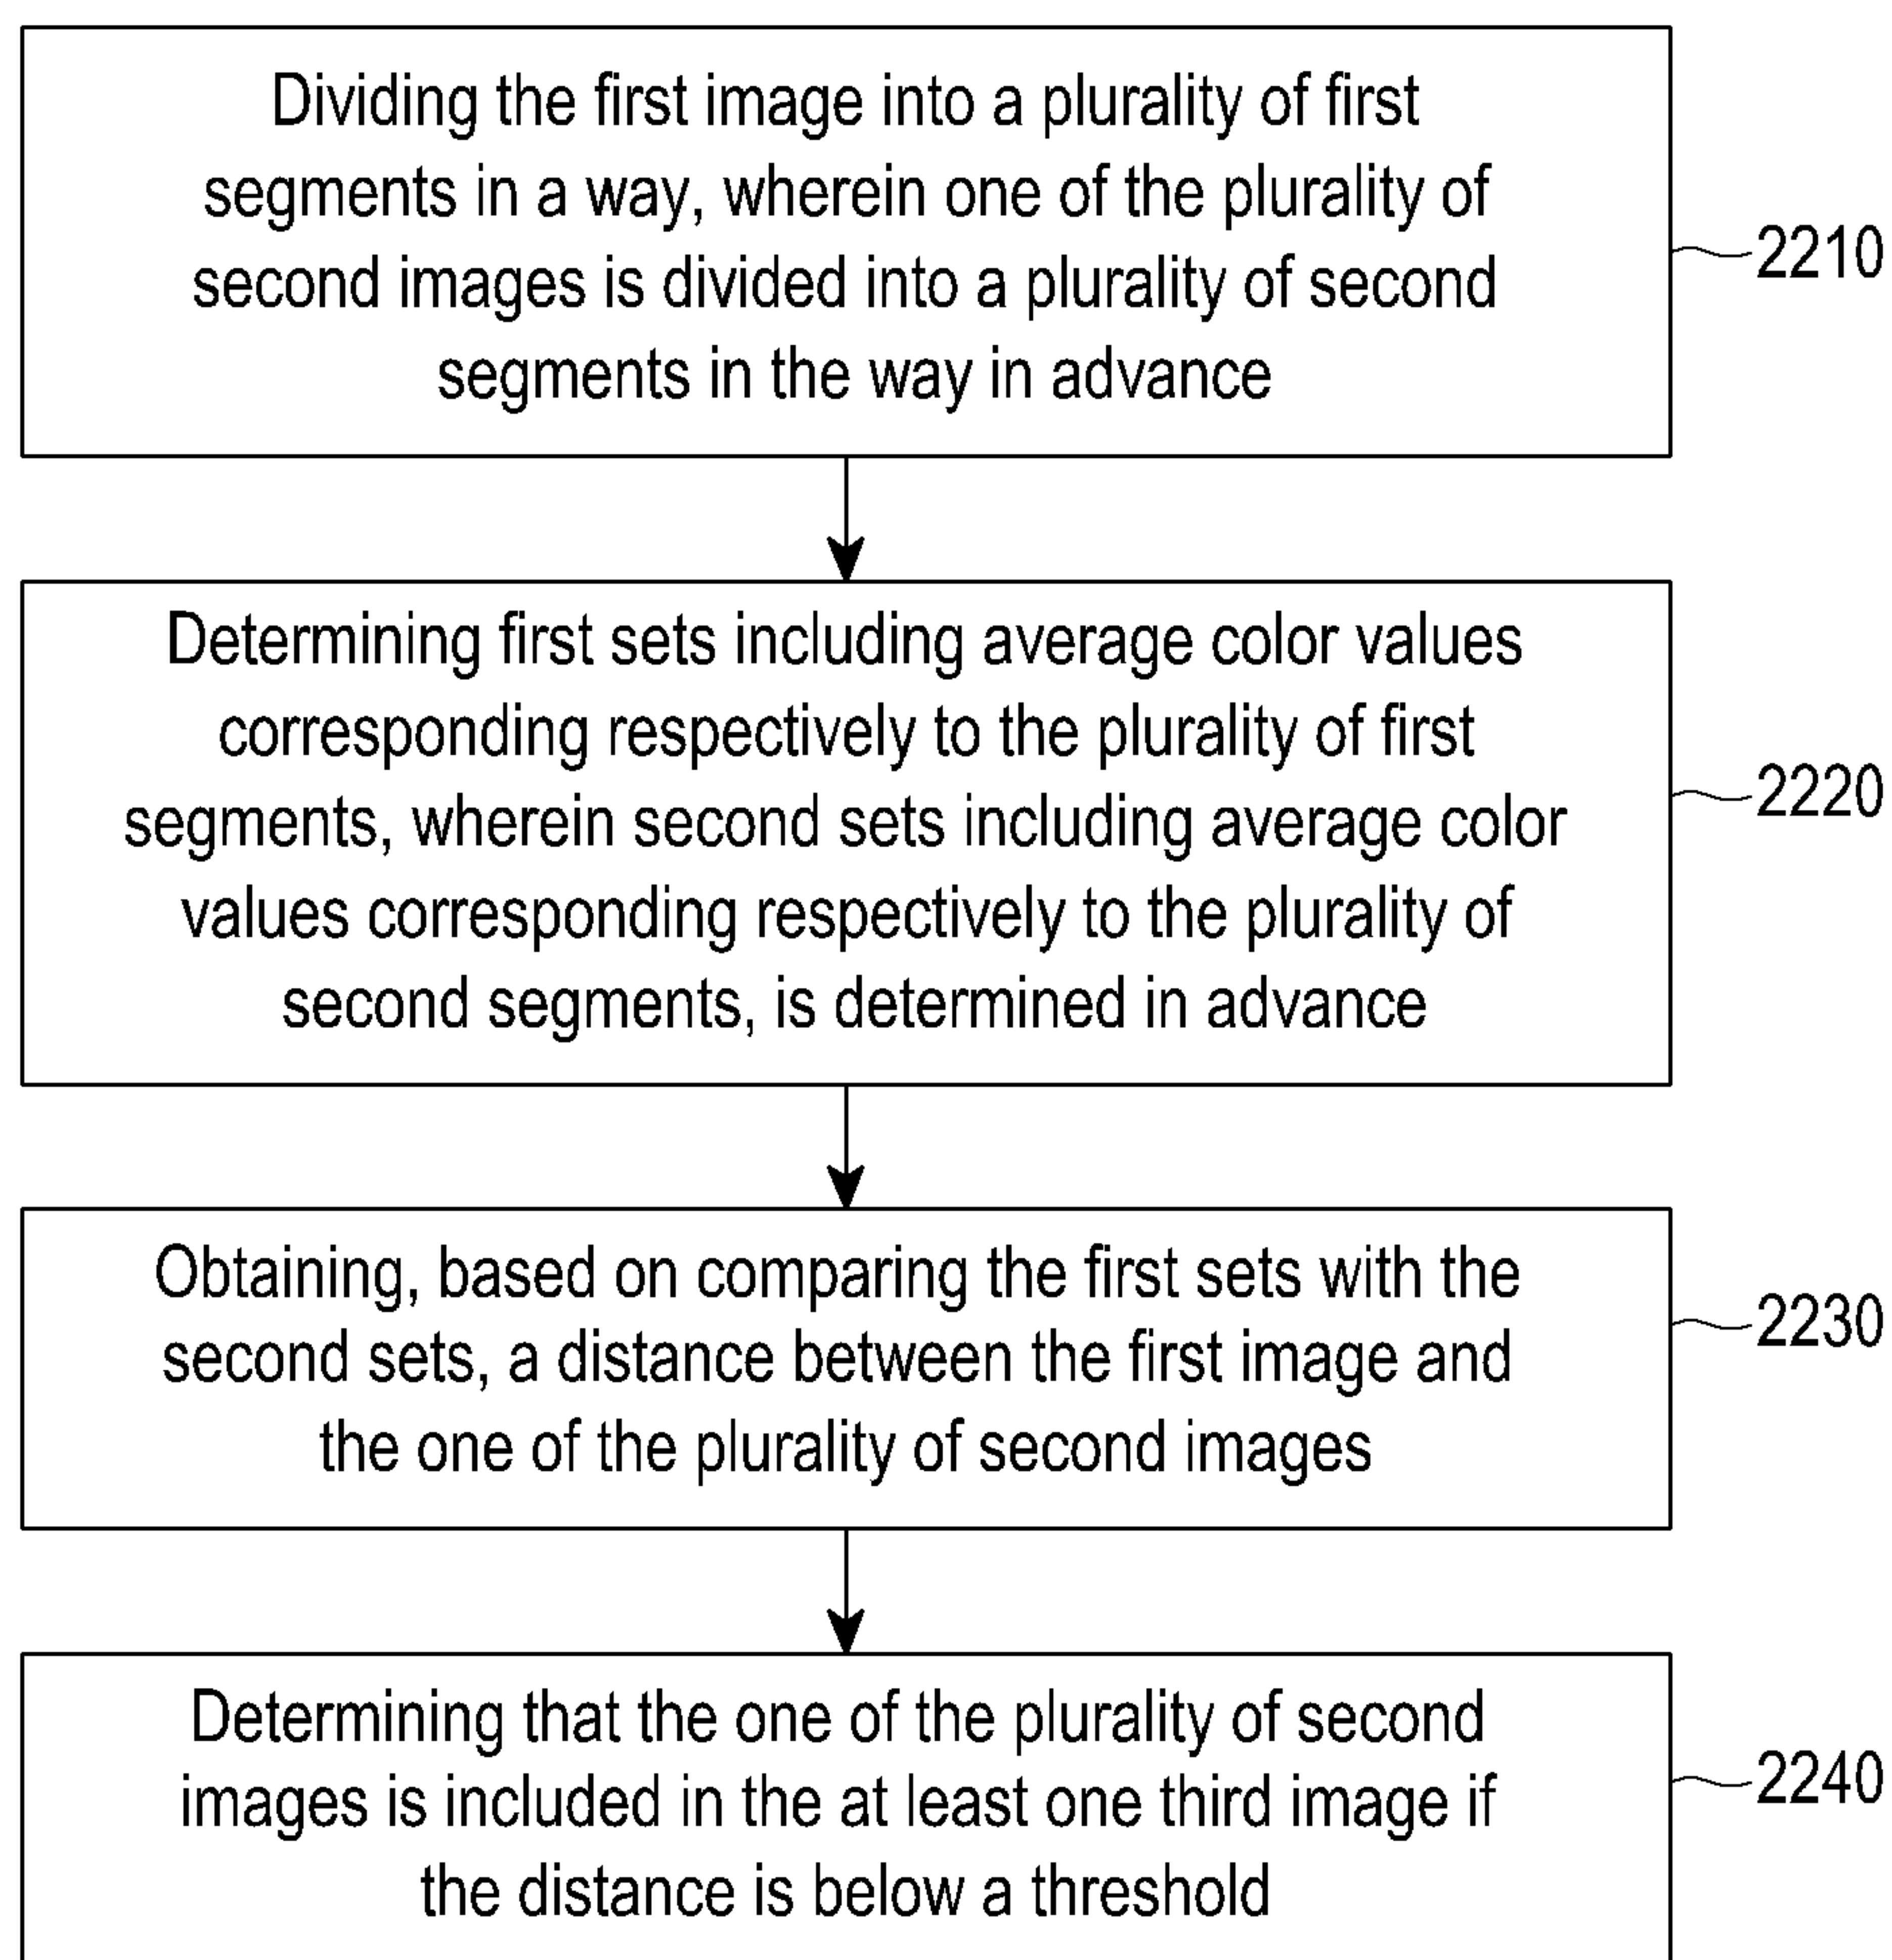 Dividing the first image into a plurality of first
segments in a way, wherein one of the plurality of
second images is divided into a plurality of second
segments in the way in advance
2210
Determining first sets including average color values
corresponding respectively to the plurality of first
segments, wherein second sets including average color
values corresponding respectively to the plurality of
second segments, is determined in advance
2220
Obtaining, based on comparing the first sets with the
second sets, a distance between the first image and
the one of the plurality of second images
2230
Determining that the one of the plurality of second
images is included in the at least one third image if
the distance is below a threshold
2240